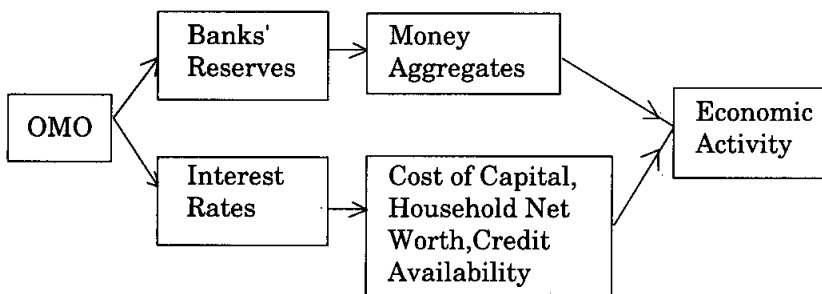 Banks'
Reserves
Money
Aggregates
OMO
Economic
Activity
Interest
Rates
Cost of Capital,
Household Net
Worth,Credit
Availability